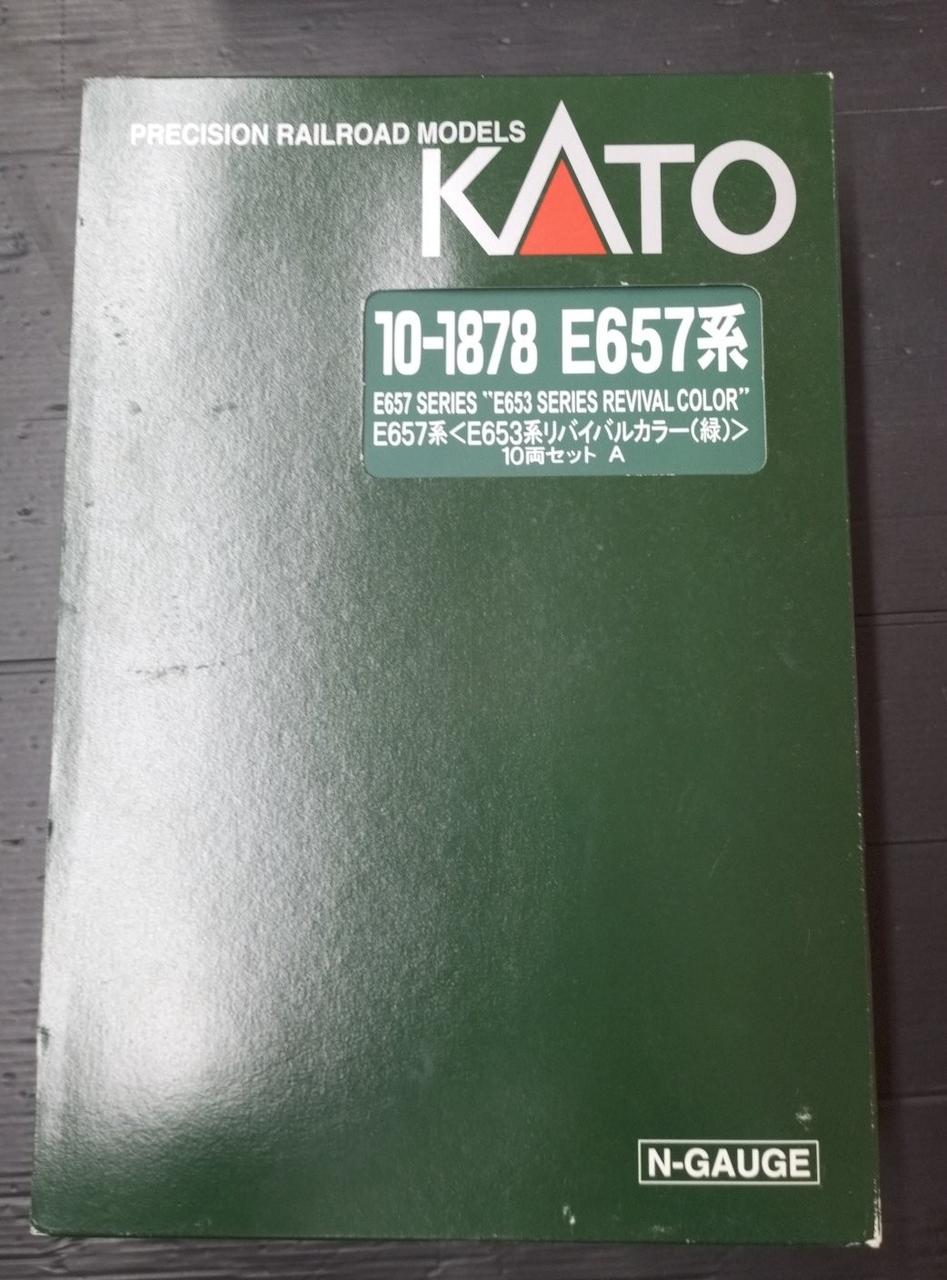 PRECISION RAILROAD MODELS
KATO
10-1878 E657系
E657 SERIES “E653 SERIES REVIVAL COLOR”
E657系<E653系リバイバルカラー(緑)>
10両セット A
N-GAUGE